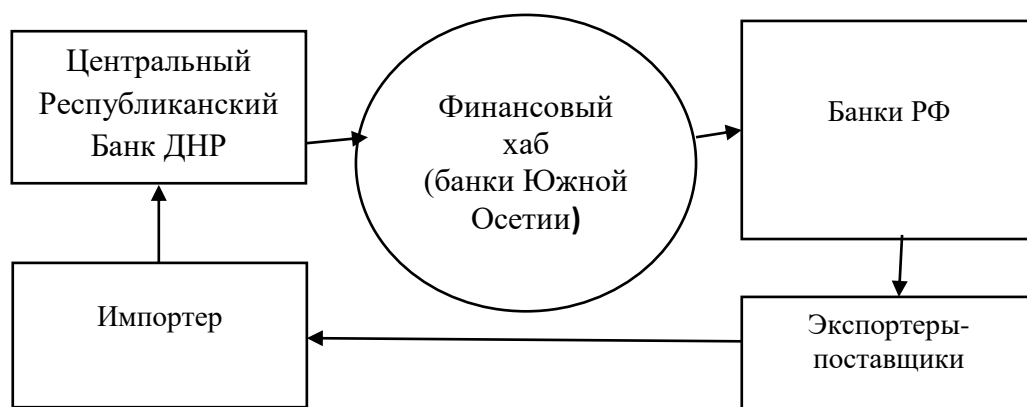 Центральный
Республиканский
Банк ДНР
Финансовый
хаб
(банки Южной
Осетии)
Банки РФ
Импортер
Экспортеры-
поставщики